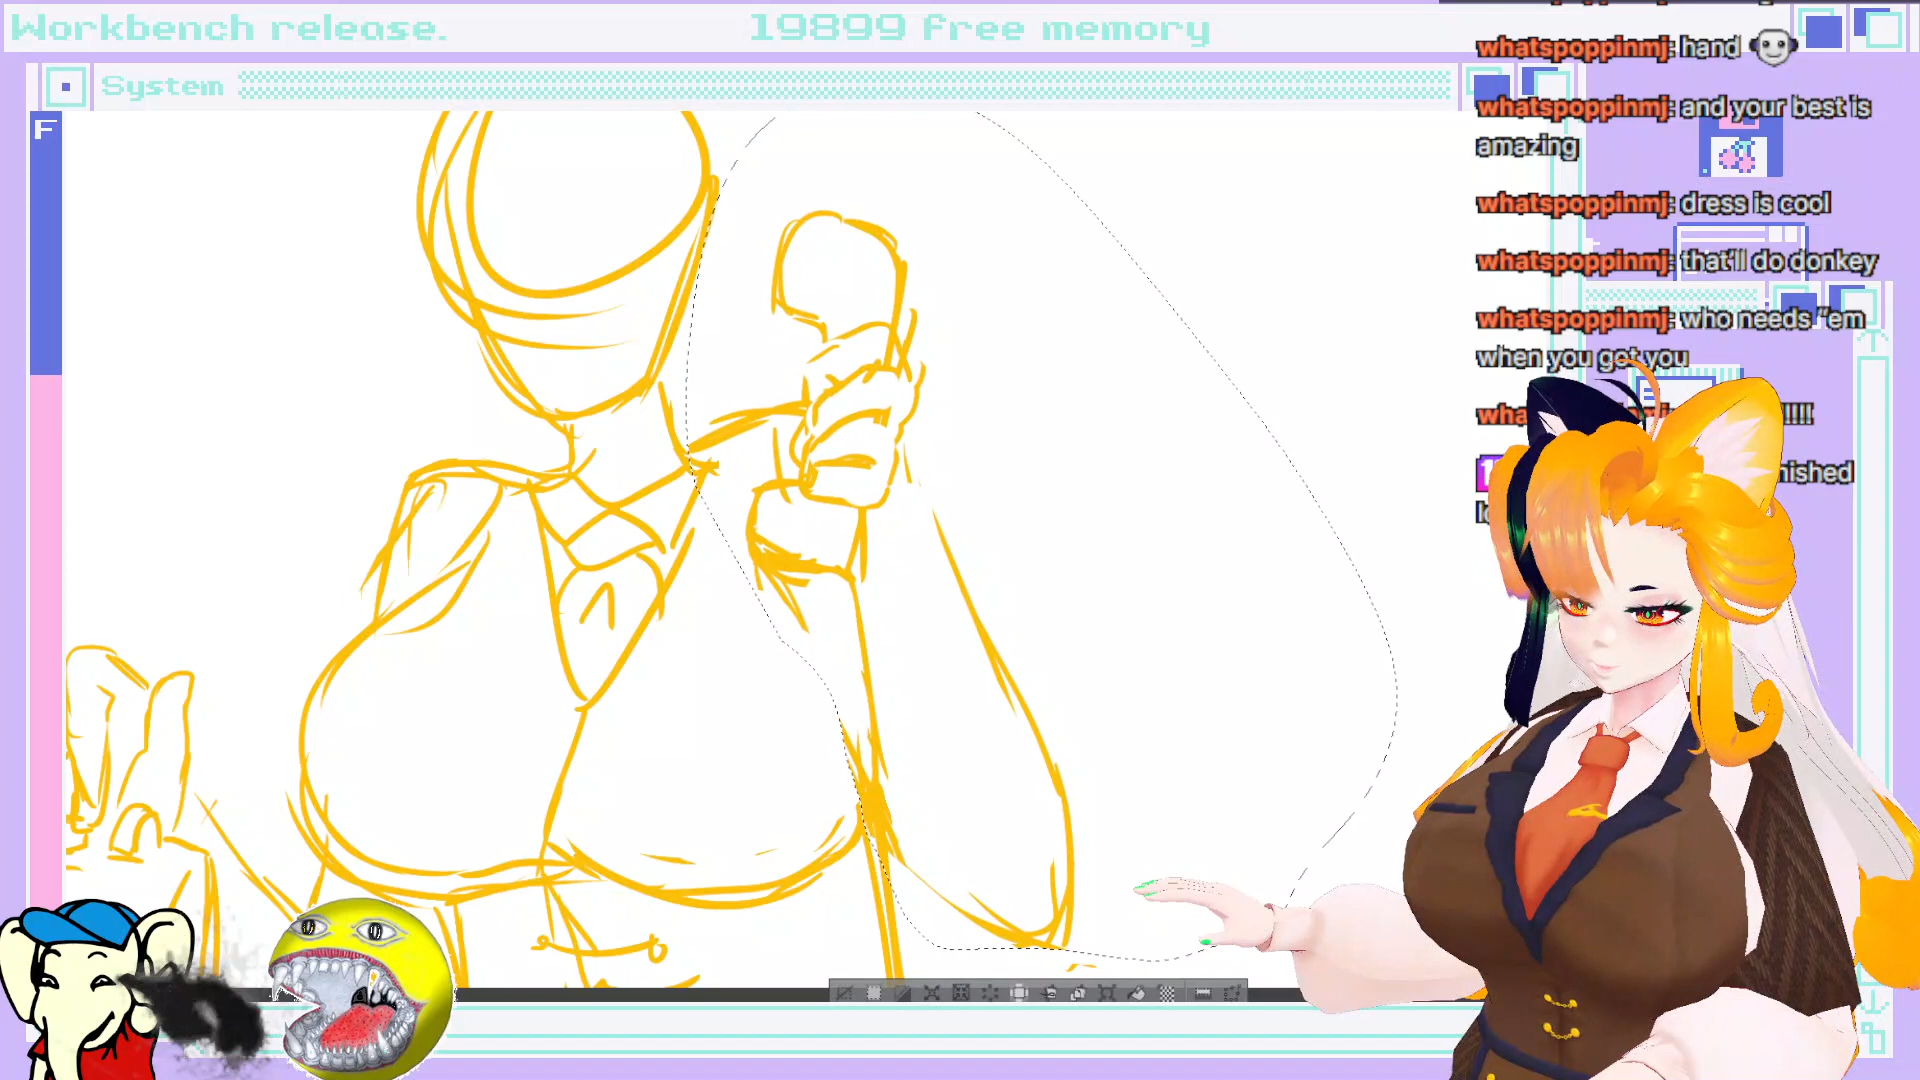 Workbench release.
19899 free memory
System
F
whatspoppinmj: hand
whatspoppinmj: and your best is
amazing
whatspoppinmj: dress is cool
whatspoppinmj: that'll do donkey
whatspoppinmj: who needs "em
when you got you